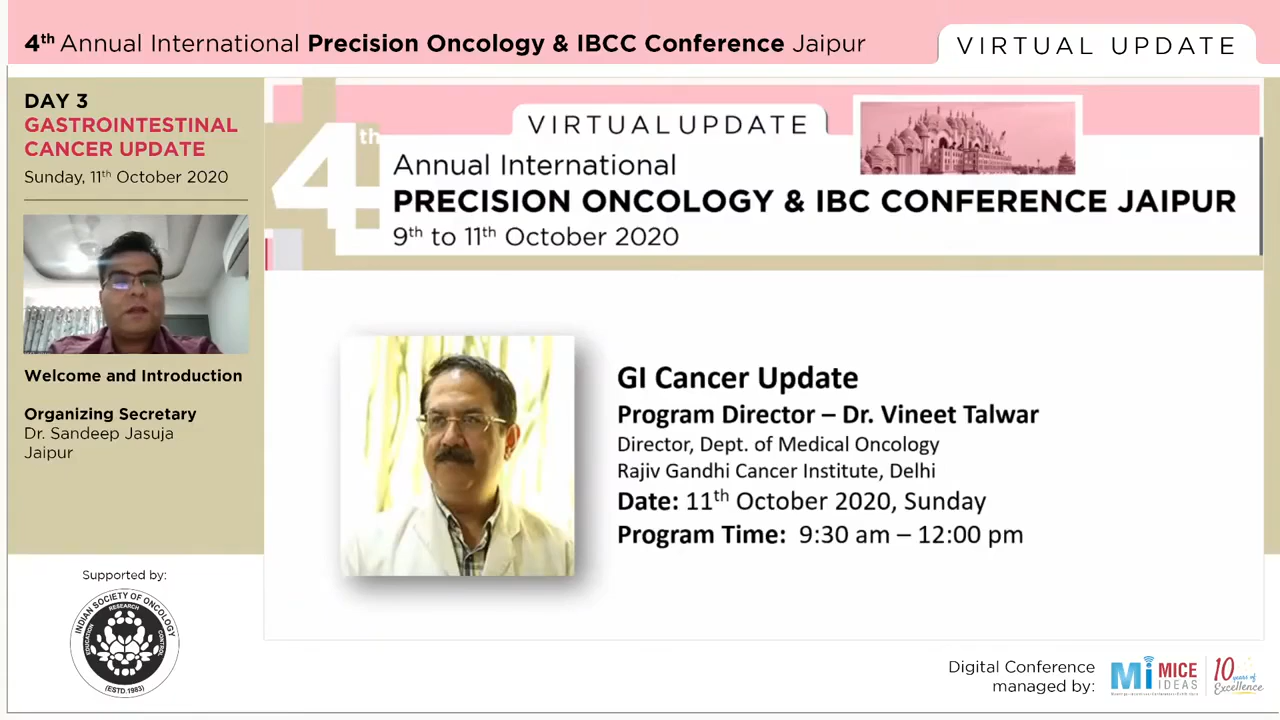 4th Annual International Precision Oncology & IBCC Conference Jaipur
VIRTUAL UPDATE
DAY 3
GASTROINTESTINAL
CANCER UPDATE
Sunday, 11th October 2020
Welcome and Introduction
Organizing Secretary
Dr. Sandeep Jasuja
Jaipur
Supported by:
INDIAN SOCIETY OF ONCOLOGY
EDUCATION
RESEARCH
CONTROL
(ESTD.1983)
VIRTUAL UPDATE
4th
Annual International
PRECISION ONCOLOGY & IBC CONFERENCE JAIPUR
9th to 11th October 2020
GI Cancer Update
Program Director – Dr. Vineet Talwar
Director, Dept. of Medical Oncology
Rajiv Gandhi Cancer Institute, Delhi
Date: 11th October 2020, Sunday
Program Time: 9:30 am – 12:00 pm
Digital Conference
managed by:
Mi MICE
IDEAS
10 years of
Excellence